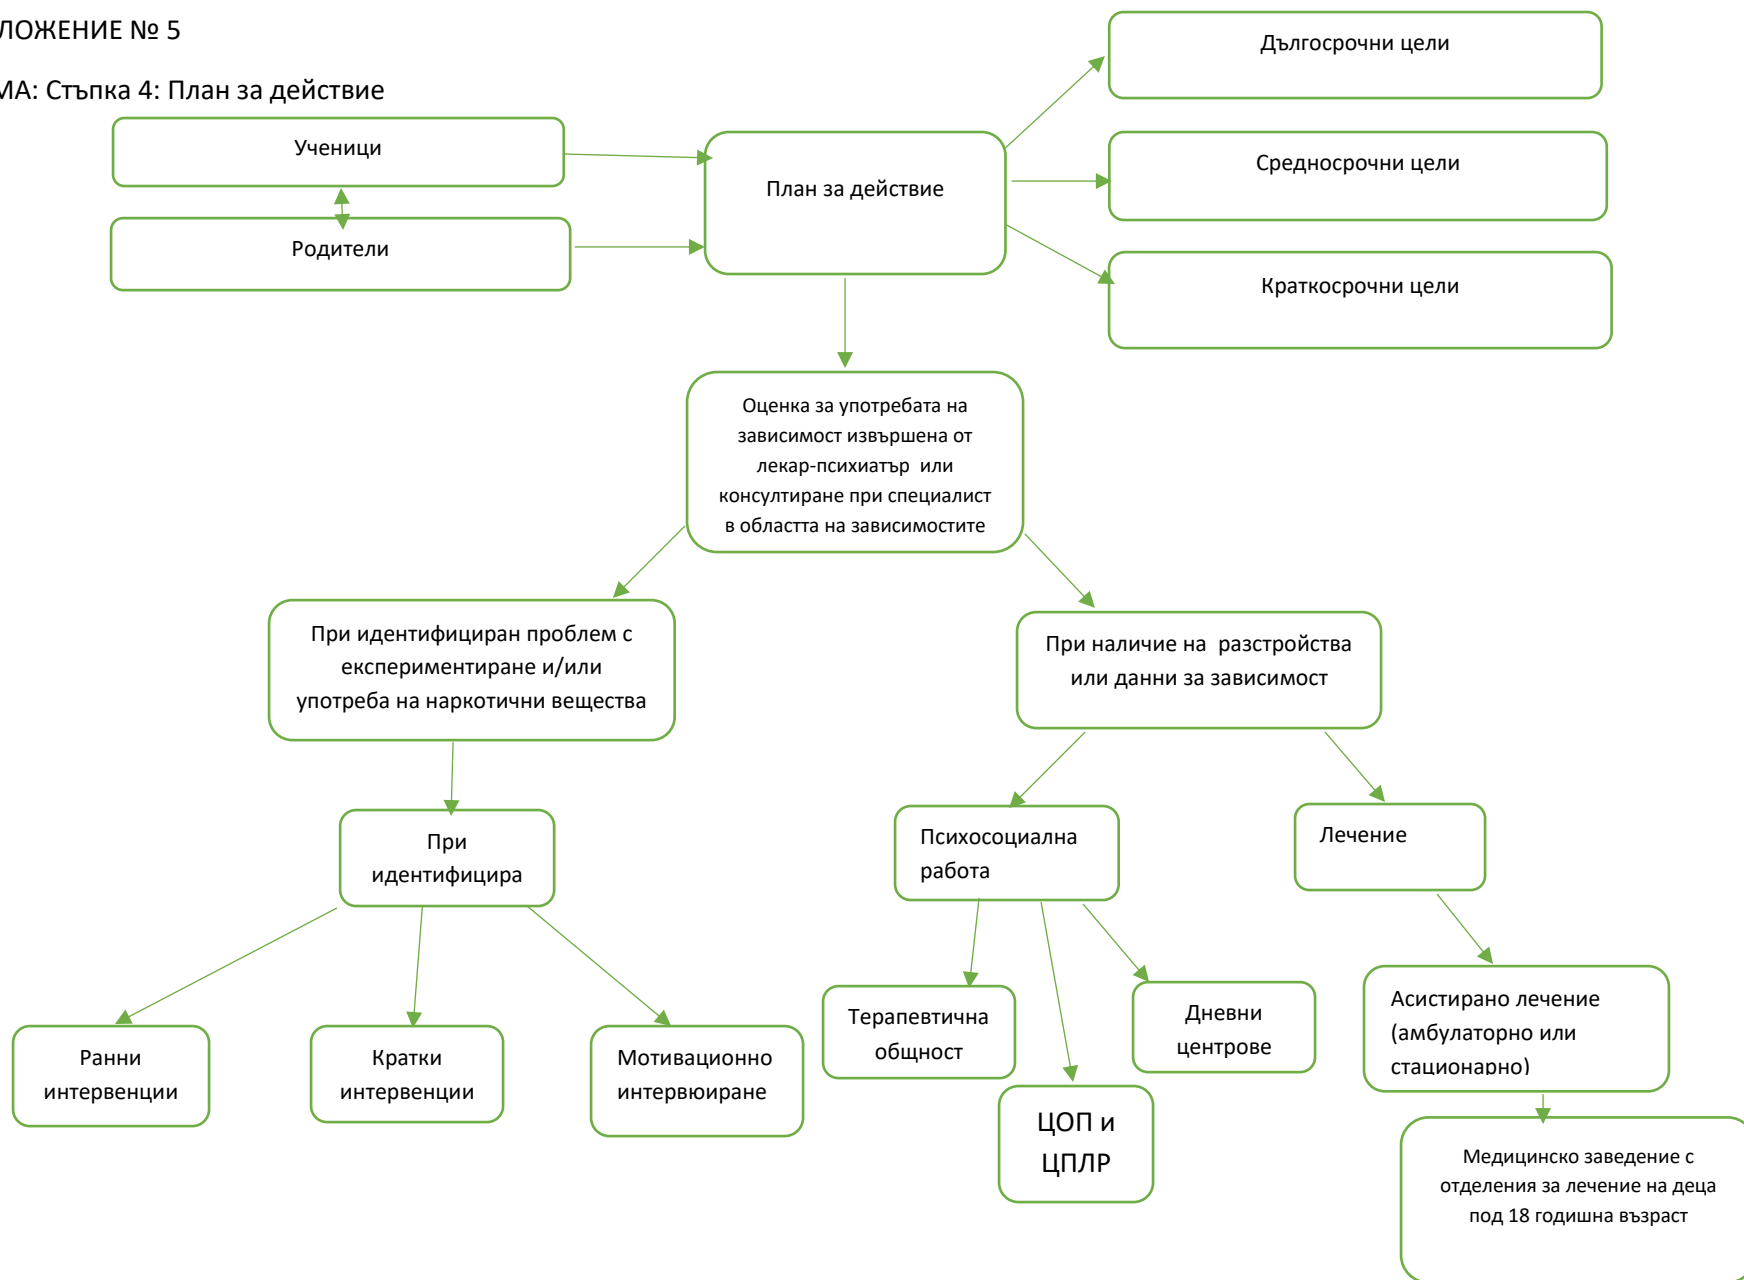 ЛОЖЕНИЕ № 5
МА: Стъпка 4: План за действие
Ученици
Родители
План за действие
Дългосрочни цели
Средносрочни цели
Краткосрочни цели
Оценка за употребата на
зависимост извършена от
лекар-психиатър или
консултиране при специалист
в областта на зависимостите
При идентифициран проблем с
експериментиране и/или
употреба на наркотични вещества
При наличие на разстройства
или данни за зависимост
При
идентифицира
Психосоциална
работа
Лечение
Ранни
интервенции
Кратки
интервенции
Мотивационно
интервюиране
Терапевтична
общност
ЦОП и
ЦПЛР
Дневни
центрове
Асистирано лечение
(амбулаторно или
стационарно)
Медицинско заведение с
отделения за лечение на деца
под 18 годишна възраст